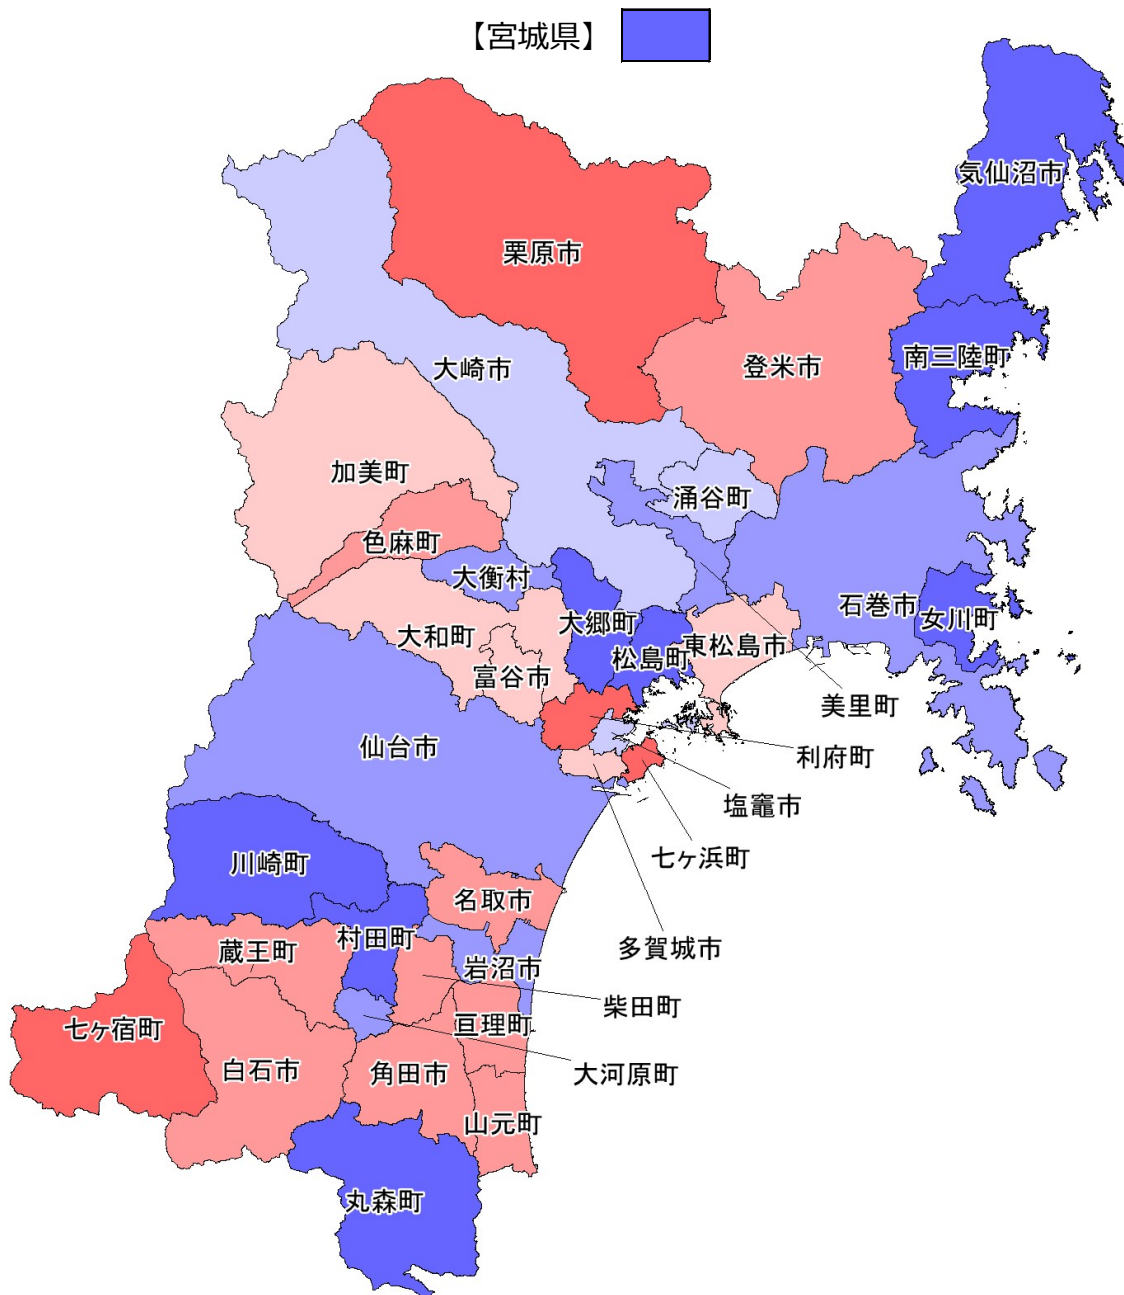 【宮城県】
気仙沼市
栗原市
南三陸町
大崎市
登米市
加美町
涌谷町
色麻町
大衡村
石巻市
女川町
大郷町
大和町
東松島市
松島町
富谷市
美里町
仙台市
利府町
塩竈市
七ヶ浜町
川崎町
名取市
村田町
多賀城市
蔵王町
岩沼市
柴田町
七ヶ宿町
亘理町
白石市
角田市
大河原町
山元町
丸森町